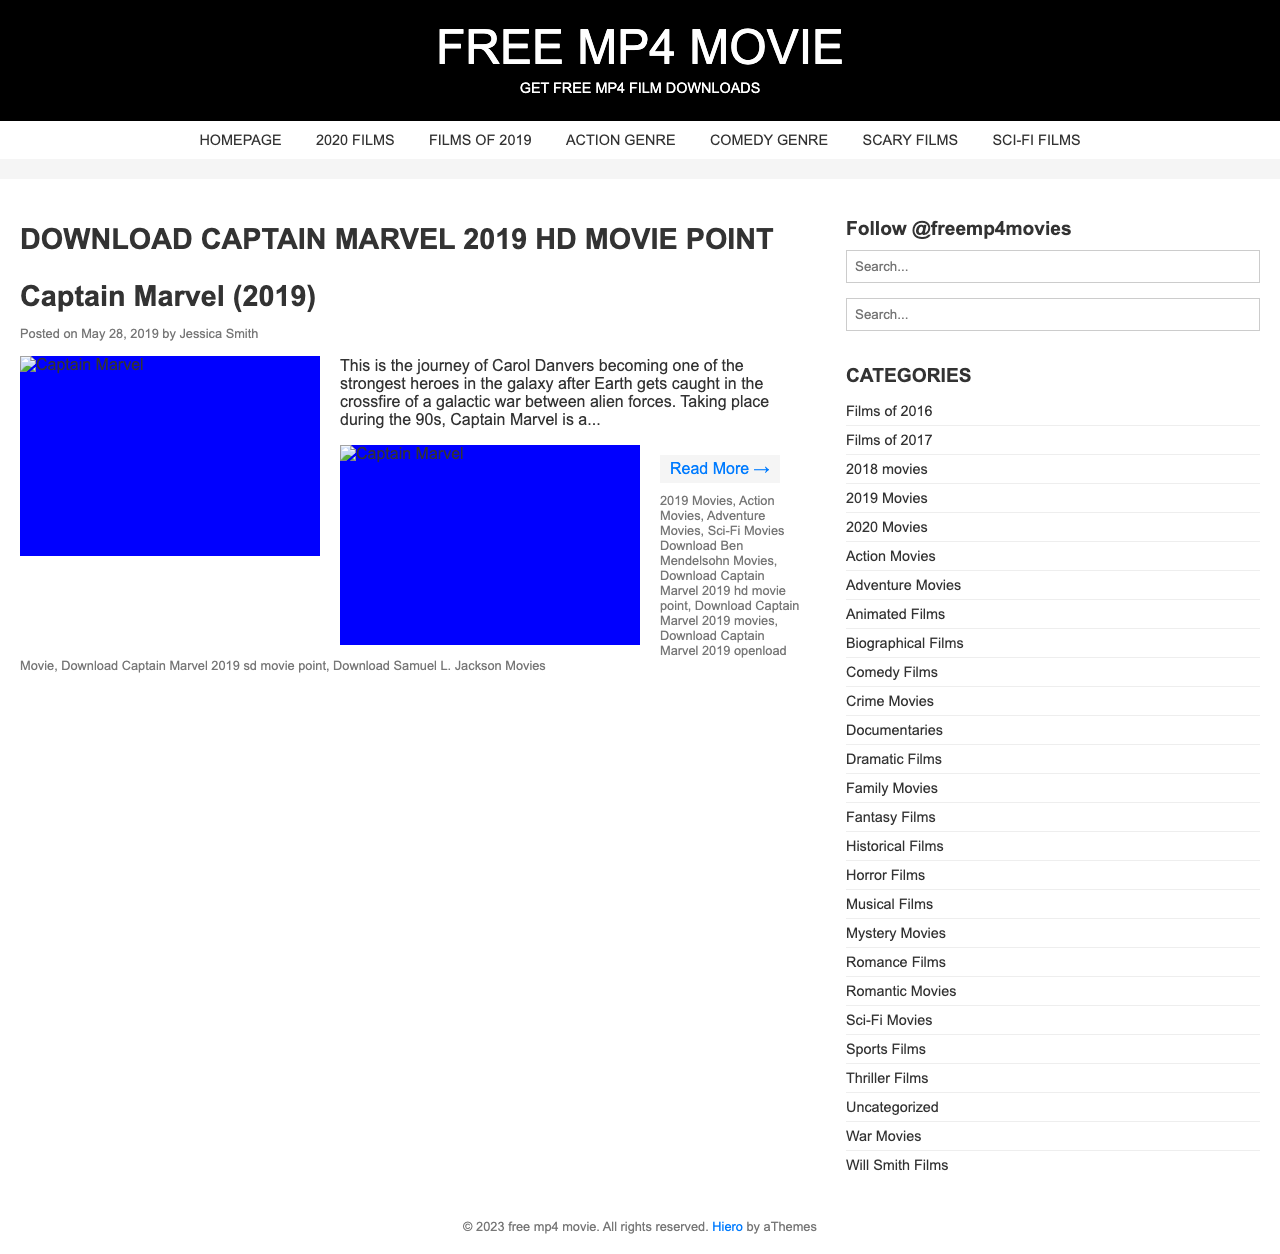 FREE MP4 MOVIE
GET FREE MP4 FILM DOWNLOADS
HOMEPAGE 2020 FILMS FILMS OF 2019 ACTION GENRE COMEDY GENRE SCARY FILMS SCI-FI FILMS
DOWNLOAD CAPTAIN MARVEL 2019 HD MOVIE POINT
Captain Marvel (2019)
Posted on May 28, 2019 by Jessica Smith
Captain Marvel
This is the journey of Carol Danvers becoming one of the
strongest heroes in the galaxy after Earth gets caught in the
crossfire of a galactic war between alien forces. Taking place
during the 90s, Captain Marvel is a...
Captain Marvel
Read More →
2019 Movies, Action
Movies, Adventure
Movies, Sci-Fi Movies
Download Ben
Mendelsohn Movies,
Download Captain
Marvel 2019 hd movie
point, Download Captain
Marvel 2019 movies,
Download Captain
Marvel 2019 openload
Movie, Download Captain Marvel 2019 sd movie point, Download Samuel L. Jackson Movies
Follow @freemp4movies
Search...
Search...
CATEGORIES
Films of 2016
Films of 2017
2018 movies
2019 Movies
2020 Movies
Action Movies
Adventure Movies
Animated Films
Biographical Films
Comedy Films
Crime Movies
Documentaries
Dramatic Films
Family Movies
Fantasy Films
Historical Films
Horror Films
Musical Films
Mystery Movies
Romance Films
Romantic Movies
Sci-Fi Movies
Sports Films
Thriller Films
Uncategorized
War Movies
Will Smith Films
© 2023 free mp4 movie. All rights reserved. Hiero by aThemes